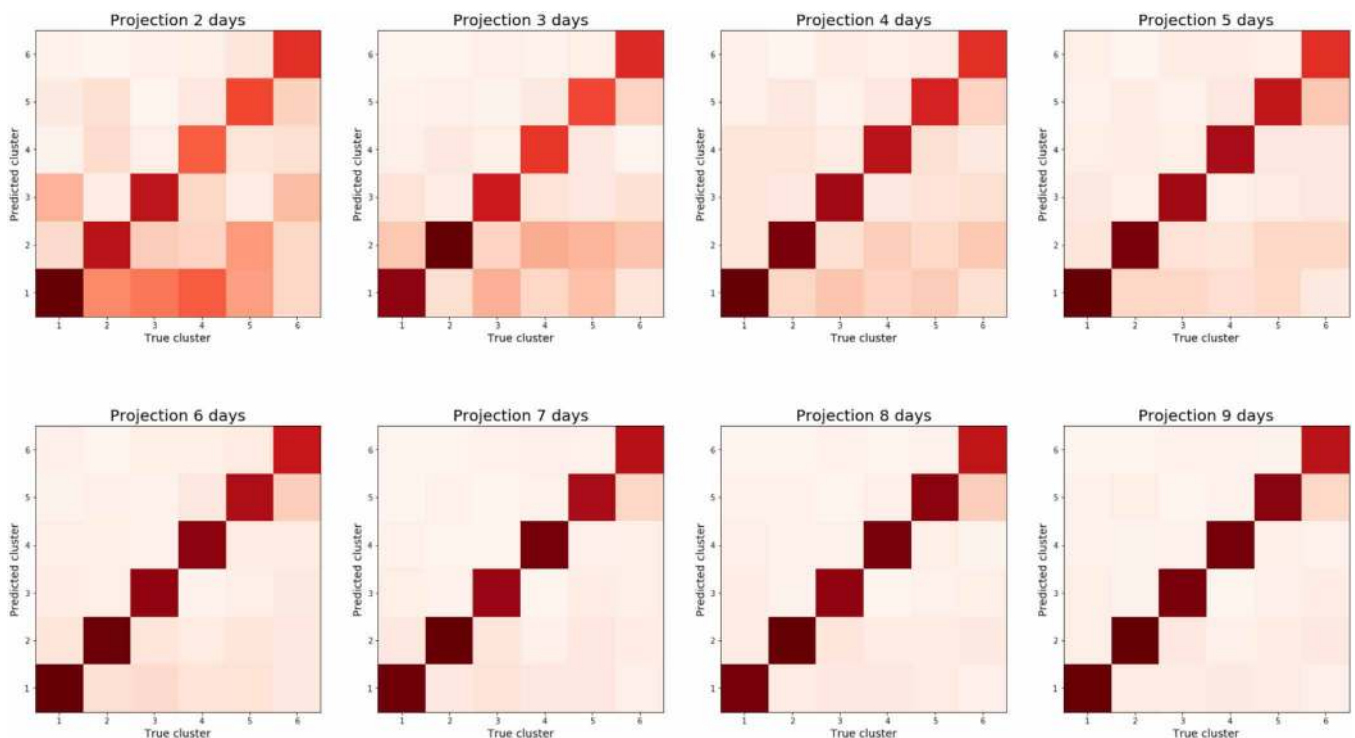 Projection 2 days
Projection 3 days
Projection 4 days
Projection 5 days
Predicted cluster
6
5
4
3
2
1
1 2 3 4 5 6
True cluster
Predicted cluster
6
5
4
3
2
1
1 2 3 4 5 6
True cluster
Predicted cluster
6
5
4
3
2
1
1 2 3 4 5 6
True cluster
Predicted cluster
6
5
4
3
2
1
1 2 3 4 5 6
True cluster
Projection 6 days
Projection 7 days
Projection 8 days
Projection 9 days
Predicted cluster
6
5
4
3
2
1
1 2 3 4 5 6
True cluster
Predicted cluster
6
5
4
3
2
1
1 2 3 4 5 6
True cluster
Predicted cluster
6
5
4
3
2
1
1 2 3 4 5 6
True cluster
Predicted cluster
6
5
4
3
2
1
1 2 3 4 5 6
True cluster